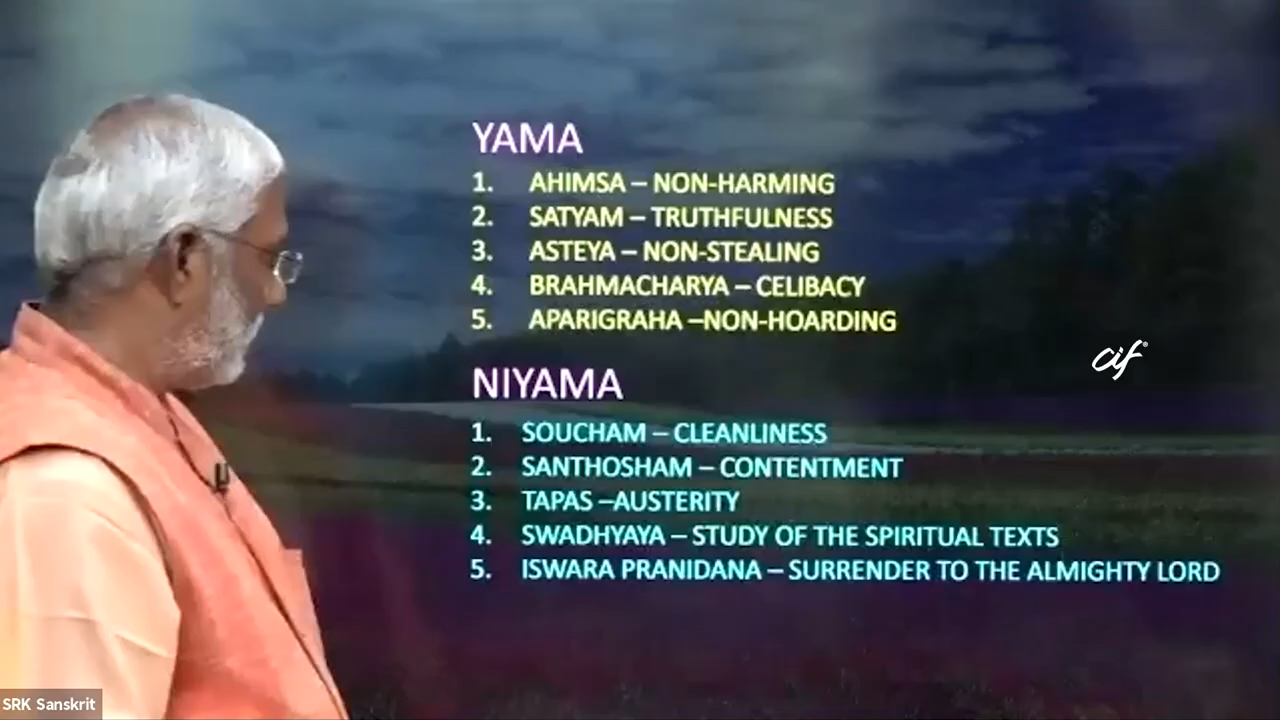 YAMA
1. AHIMSA – NON-HARMING
2. SATYAM – TRUTHFULNESS
3. ASTEYA – NON-STEALING
4. BRAHMACHARYA – CELIBACY
5. APARIGRAHA –NON-HOARDING
cif®
NIYAMA
1. SOUCHAM – CLEANLINESS
2. SANTHOSHAM – CONTENTMENT
3. TAPAS –AUSTERITY
4. SWADHYAYA – STUDY OF THE SPIRITUAL TEXTS
5. ISWARA PRANIDANA – SURRENDER TO THE ALMIGHTY LORD
SRK Sanskrit